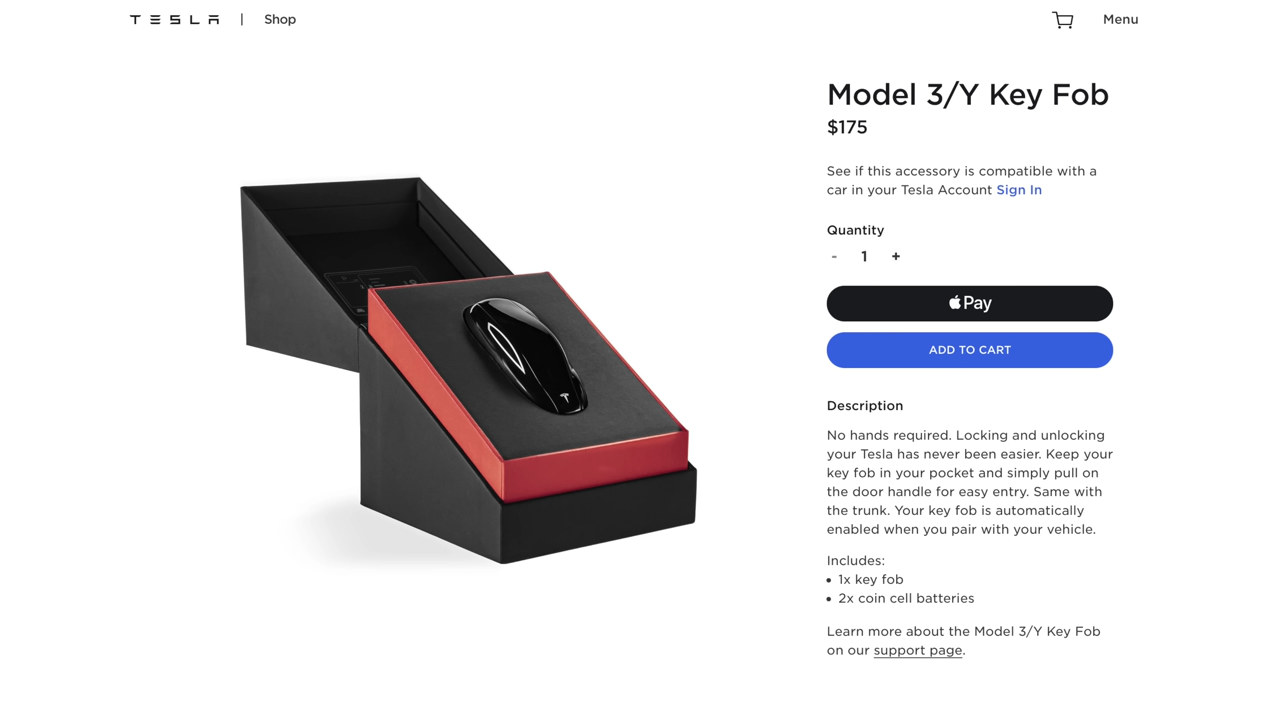 TESLA | Shop
Menu
Model 3/Y Key Fob
$175
See if this accessory is compatible with a
car in your Tesla Account Sign In
Quantity
- 1 +
Pay
ADD TO CART
Description
No hands required. Locking and unlocking
your Tesla has never been easier. Keep your
key fob in your pocket and simply pull on
the door handle for easy entry. Same with
the trunk. Your key fob is automatically
enabled when you pair with your vehicle.
Includes:
• 1x key fob
• 2x coin cell batteries
Learn more about the Model 3/Y Key Fob
on our support page.